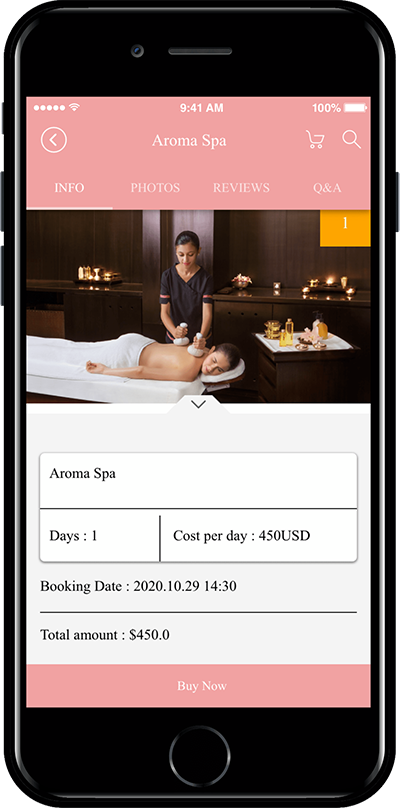 9:41 AM
100%
Aroma Spa
INFO PHOTOS REVIEWS Q&A
1
Aroma Spa
Days : 1 Cost per day : 450USD
Booking Date : 2020.10.29 14:30
Total amount : $450.0
Buy Now